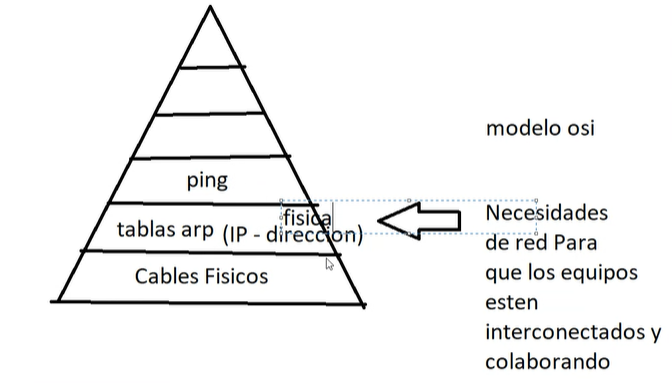 modelo osi
ping
fisica
tablas arp (IP - direccion)
Cables Fisicos
Necesidades
de red Para
que los equipos
esten
interconectados y
colaborando